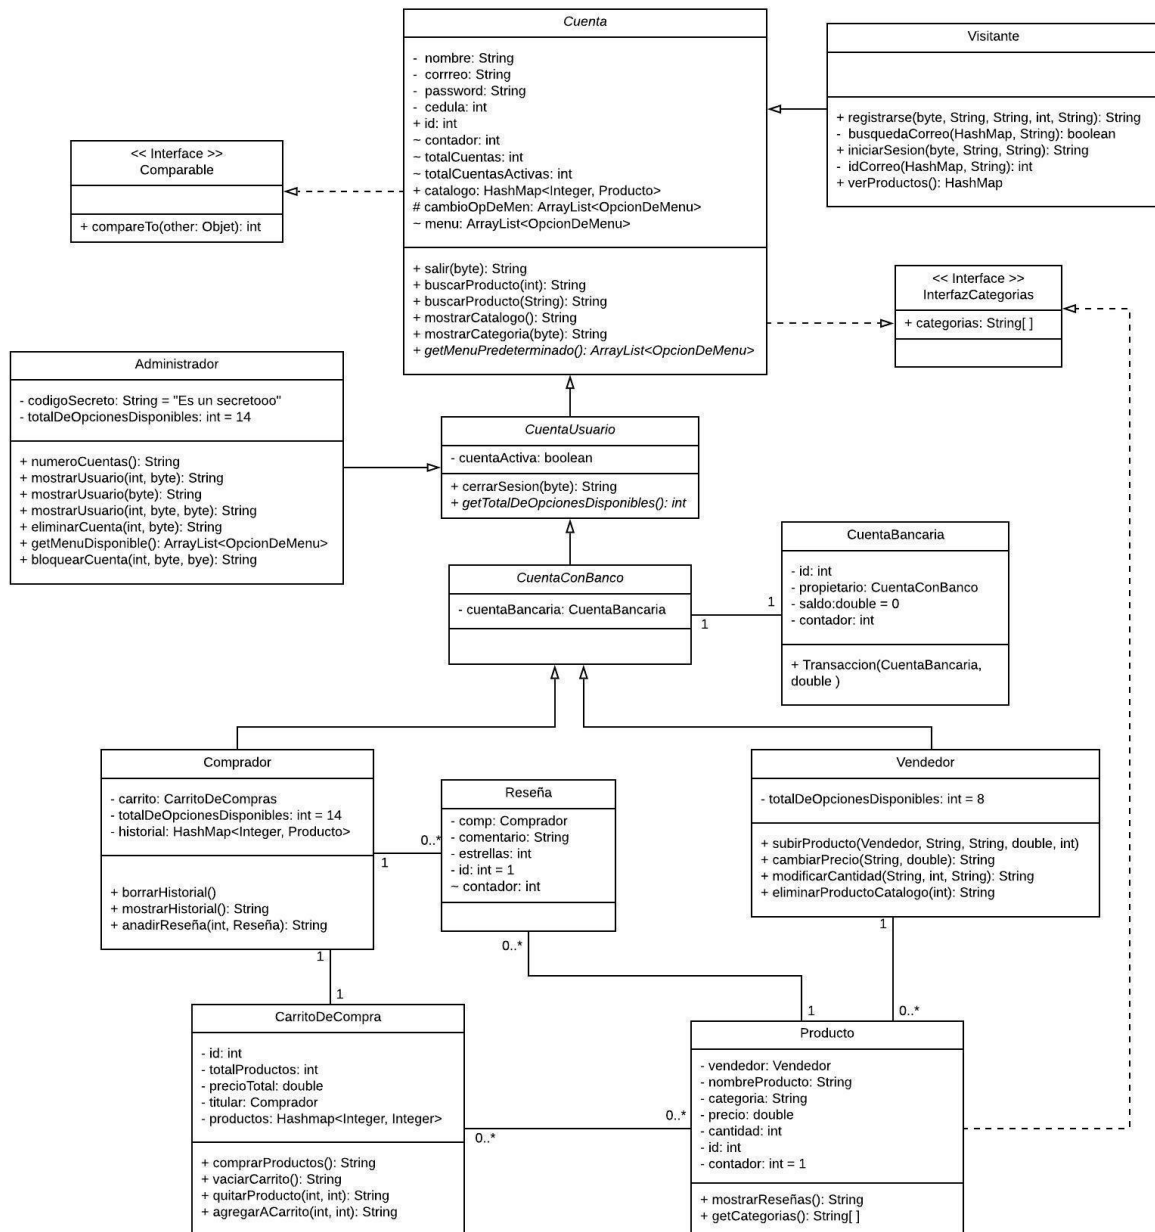 Cuenta
- nombre: String
- corrreo: String
- password: String
- cedula: int
+ id: int
~ contador: int
~ totalCuentas: int
~ totalCuentasActivas: int
+ catalogo: HashMap<Integer, Producto>
# cambioOpDeMen: ArrayList<OpcionDeMenu>
~ menu: ArrayList<OpcionDeMenu>
+ salir(byte): String
+ buscarProducto(int): String
+ buscarProducto(String): String
+ mostrarCatalogo(): String
+ mostrarCategoria(byte): String
+ getMenuPredeterminado(): ArrayList<OpcionDeMenu>
Visitante
+ registrarse(byte, String, String, int, String): String
- busquedaCorreo(HashMap, String): boolean
+ iniciarSesion(byte, String, String): String
- idCorreo(HashMap, String): int
+ verProductos(): HashMap
<< Interface >>
Comparable
+ compareTo(other: Objet): int
<< Interface >>
InterfazCategorias
+ categorias: String[ ]
Administrador
- codigoSecreto: String = "Es un secretooo"
- totalDeOpcionesDisponibles: int = 14
+ numeroCuentas(): String
+ mostrarUsuario(int, byte): String
+ mostrarUsuario(byte): String
+ mostrarUsuario(int, byte, byte): String
+ eliminarCuenta(int, byte): String
+ getMenuDisponible(): ArrayList<OpcionDeMenu>
+ bloquearCuenta(int, byte, bye): String
CuentaUsuario
- cuentaActiva: boolean
+ cerrarSesion(byte): String
+ getTotalDeOpcionesDisponibles(): int
CuentaConBanco
- cuentaBancaria: CuentaBancaria
1
1
CuentaBancaria
- id: int
- propietario: CuentaConBanco
- saldo:double = 0
- contador: int
+ Transaccion(CuentaBancaria,
double )
Comprador
- carrito: CarritoDeCompras
- totalDeOpcionesDisponibles: int = 14
- historial: HashMap<Integer, Producto>
+ borrarHistorial()
+ mostrarHistorial(): String
+ anadirReseña(int, Reseña): String
1
0..*
Reseña
- comp: Comprador
- comentario: String
- estrellas: int
- id: int = 1
~ contador: int
Vendedor
- totalDeOpcionesDisponibles: int = 8
+ subirProducto(Vendedor, String, String, double, int)
+ cambiarPrecio(String, double): String
+ modificarCantidad(String, int, String): String
+ eliminarProductoCatalogo(int): String
1
1
0..*
1
1
0..*
CarritoDeCompra
- id: int
- totalProductos: int
- precioTotal: double
- titular: Comprador
- productos: Hashmap<Integer, Integer>
+ comprarProductos(): String
+ vaciarCarrito(): String
+ quitarProducto(int, int): String
+ agregarACarrito(int, int): String
0..*
0..*
Producto
- vendedor: Vendedor
- nombreProducto: String
- categoria: String
- precio: double
- cantidad: int
- id: int
- contador: int = 1
+ mostrarReseñas(): String
+ getCategorias(): String[ ]